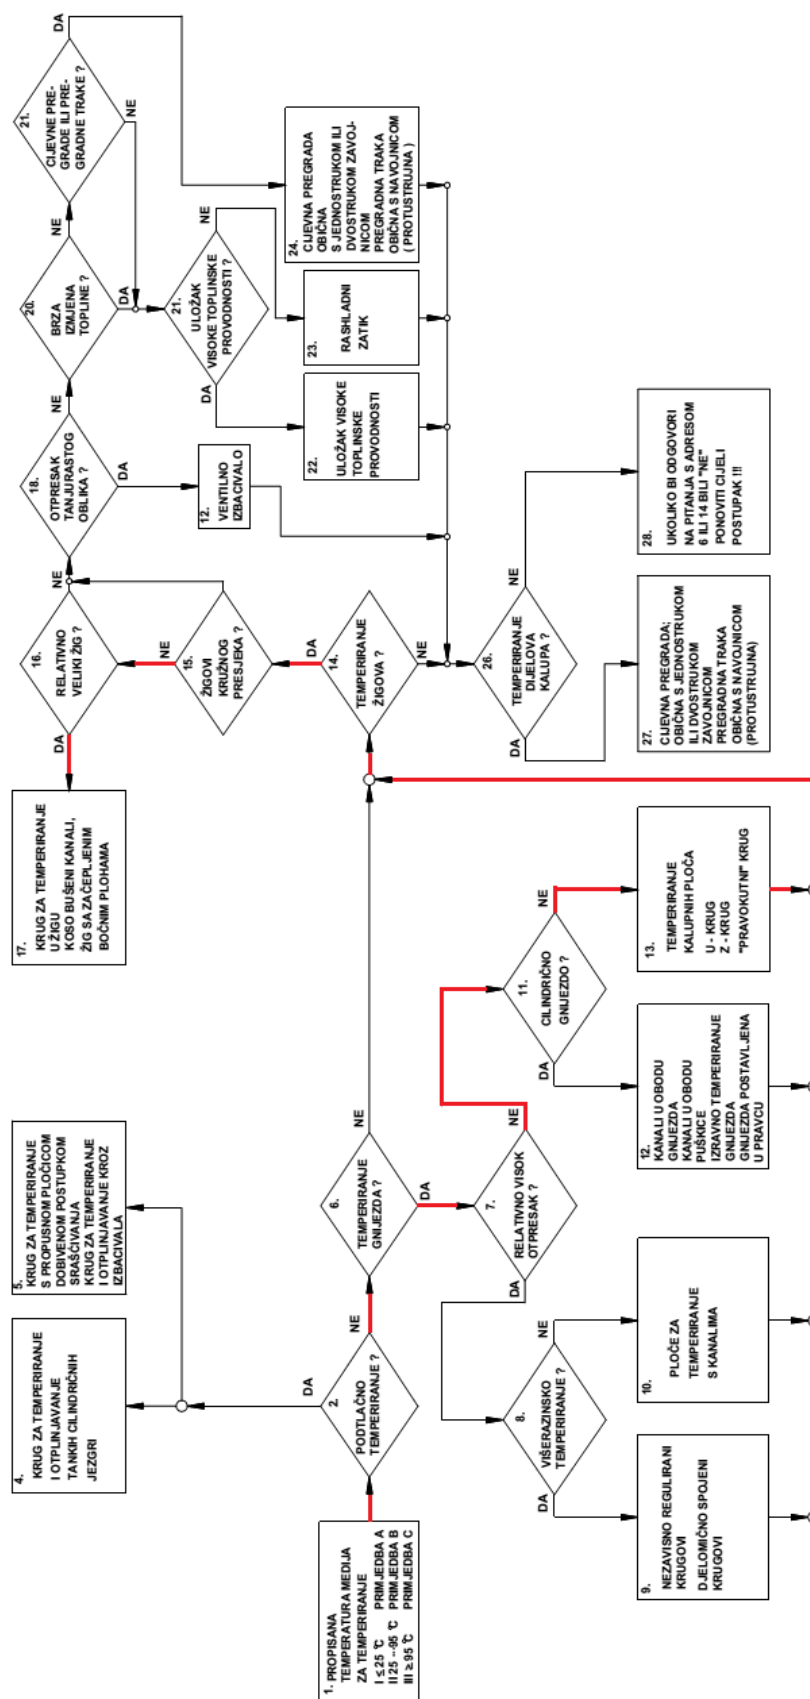 1. PROPISANA
TEMPERATURA MEDIJA
ZA TEMPERIRANJE
I ≤ 25 °C PRIMJEDBA A
II 25 --95 °C PRIMJEDBA B
III ≥ 95 °C PRIMJEDBA C
2.
PODTLAČNO
TEMPERIRANJE ?
DA
NE
4.
KRUG ZA TEMPERIRANJE
I OTPLINJAVANJE
TANKIH CILINDRIČNIH
JEZGRI
5.
KRUG ZA TEMPERIRANJE
S PROPUSNOM PLOČICOM
DOBIVENOM POSTUPKOM
SRAŠĆIVANJA
KRUG ZA TEMPERIRANJE
I OTPLINJAVANJE KROZ
IZBACIVALA
6.
TEMPERIRANJE
GNIJEZDA ?
NE
DA
7.
RELATIVNO VISOK
OTPRESAK ?
DA
NE
8.
VIŠERAZINSKO
TEMPERIRANJE ?
DA
NE
9.
NEZAVISNO REGULIRANI
KRUGOVI
DJELOMIČNO SPOJENI
KRUGOVI
10.
PLOČE ZA
TEMPERIRANJE
S KANALIMA
11.
CILINDRIČNO
GNIJEZDO ?
DA
NE
12.
KANALI U OBODU
GNIJEZDA
KANALI U OBODU
PUŠKICE
IZRAVNO TEMPERIRANJE
GNIJEZDA
GNIJEZDA POSTAVLJENA
U PRAVCU
13.
TEMPERIRANJE
KALUPNIH PLOČA
U - KRUG
Z - KRUG
"PRAVOKUTNI" KRUG
14.
TEMPERIRANJE
ŽIGOVA ?
DA
NE
15.
ŽIGOVI
KRUŽNOG
PRESJEKA ?
NE
16.
RELATIVNO
VELIKI ŽIG ?
DA
NE
17.
KRUG ZA TEMPERIRANJE
U ŽIGU
KOSO BUŠENI KANALI,
ŽIG SA ZAČEPLJENIM
BOČNIM PLOHAMA
18.
OTPRESAK
TANJURASTOG
OBLIKA ?
DA
NE
12.
VENTILNO
IZBACIVALO
20.
BRZA
IZMJENA
TOPLINE ?
DA
NE
21.
CIJEVNE PRE-
GRADE ILI PRE-
GRADNE TRAKE ?
DA
NE
21.
ULOŽAK
VISOKE TOPLINSKE
PROVODNOSTI ?
DA
NE
22.
ULOŽAK VISOKE
TOPLINSKE
PROVODNOSTI
23.
RASHLADNI
ZATIK
24.
CIJEVNA PREGRADA
OBIČNA
S JEDNOSTRUKOM ILI
DVOSTRUKOM ZAVOJ-
NICOM
PREGRADNA TRAKA
OBIČNA S NAVOJNICOM
( PROTUSTRUJNA )
26.
TEMPERIRANJE
DIJELOVA
KALUPA ?
DA
NE
27.
CIJEVNA PREGRADA;
OBIČNA S JEDNOSTRUKOM
ILI DVOSTRUKOM
ZAVOJNICOM
PREGRADNA TRAKA
OBIČNA S NAVOJNICOM
(PROTUSTRUJNA)
28.
UKOLIKO BI ODGOVORI
NA PITANJA S ADRESOM
6 ILI 14 BILI "NE"
PONOVITI CIJELI
POSTUPAK !!!